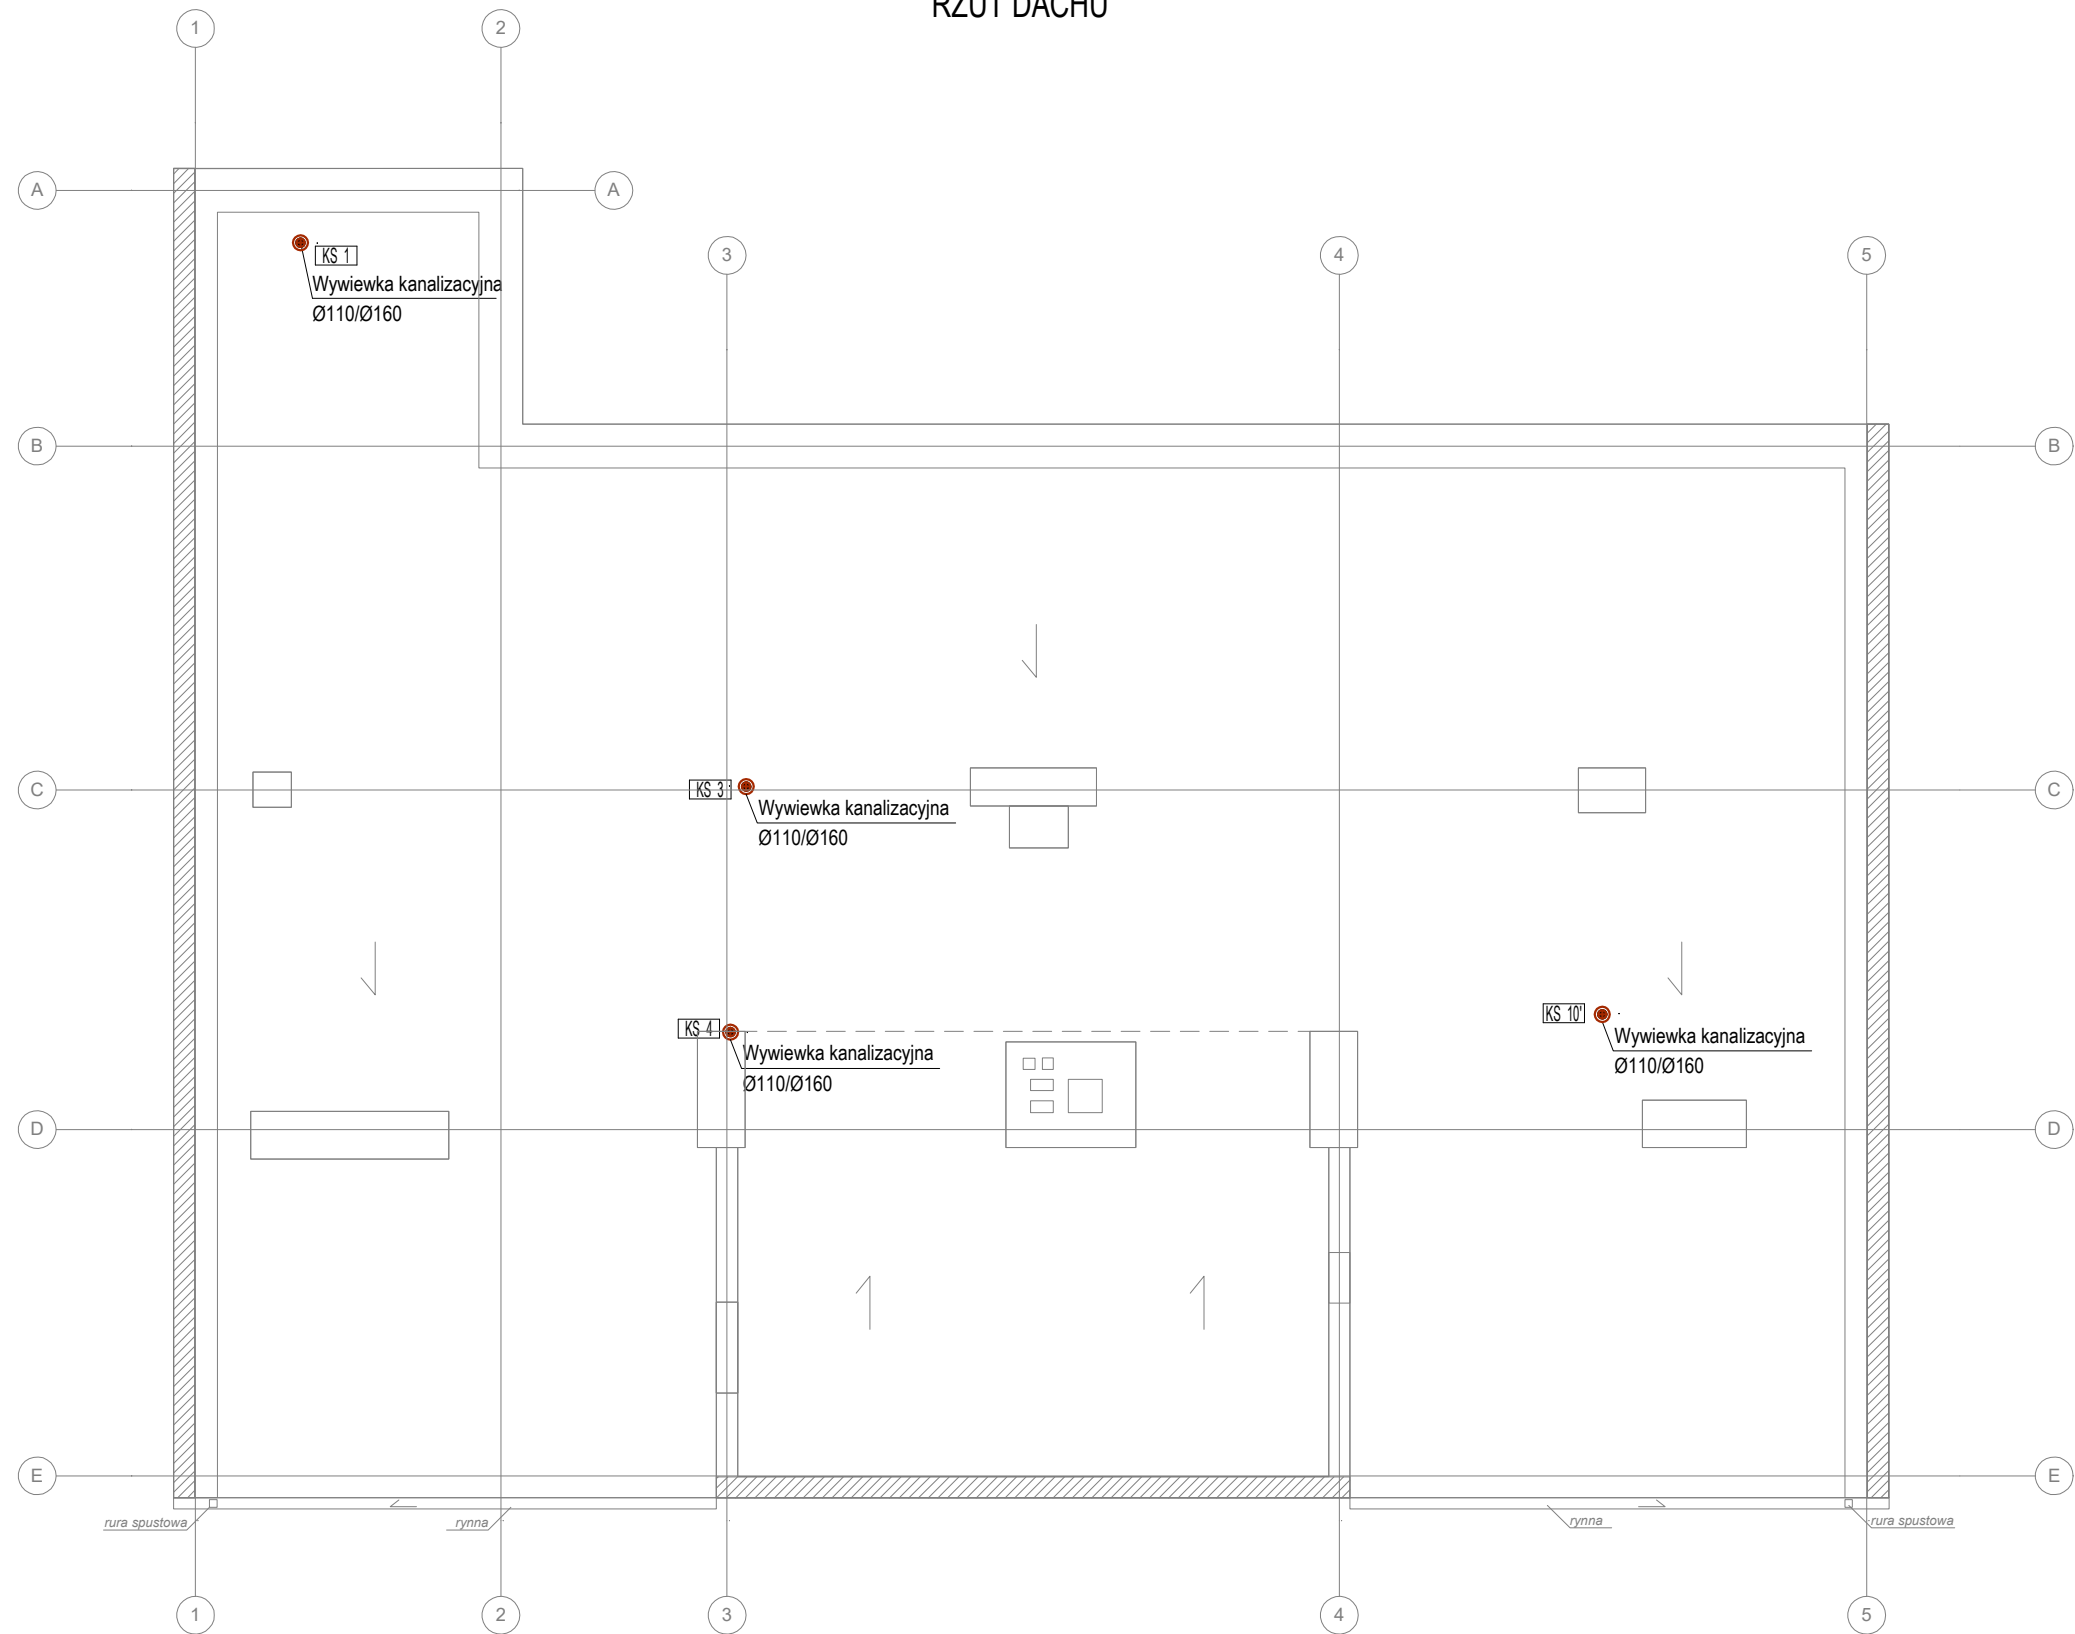 RZUT DACHU
1
2
A
A
KS 1
Wywiewka kanalizacyjna
Ø110/Ø160
3
4
5
B
B
C
C
KS 3
Wywiewka kanalizacyjna
Ø110/Ø160
KS 4
Wywiewka kanalizacyjna
Ø110/Ø160
KS 10'
Wywiewka kanalizacyjna
Ø110/Ø160
D
D
E
E
rura spustowa
rynna
rynna
rura spustowa
1
2
3
4
5